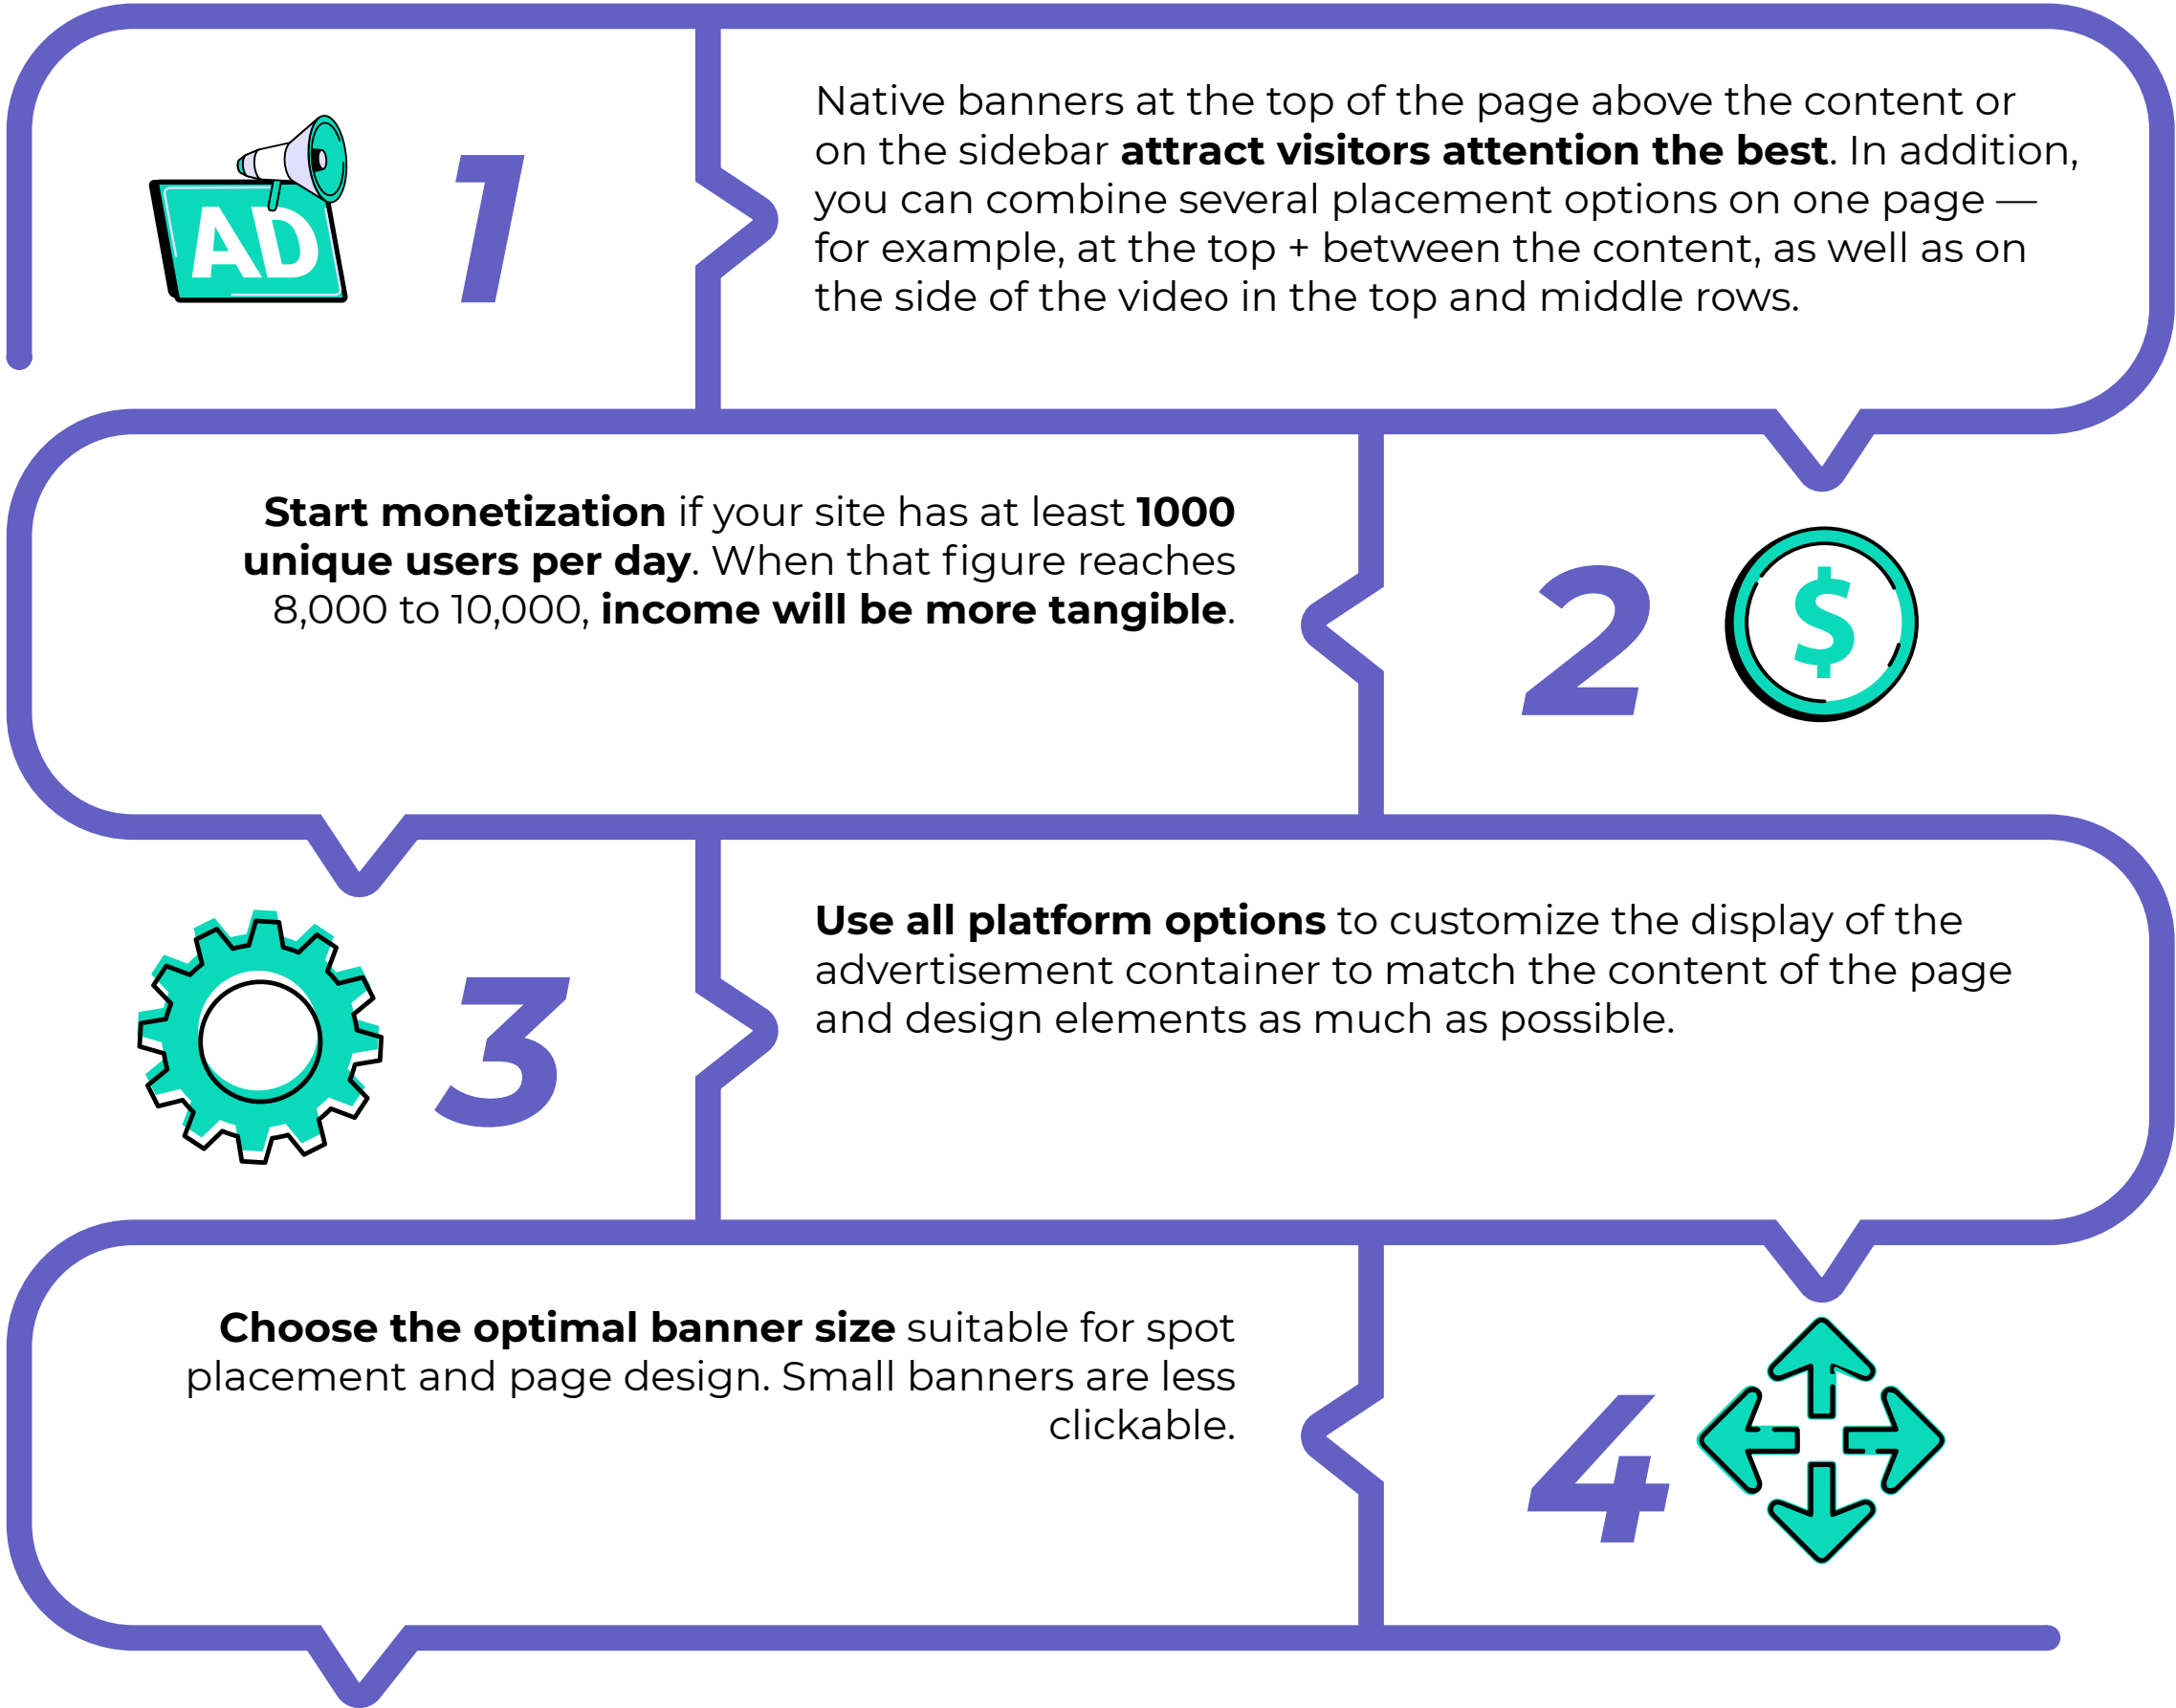 AD
1
Native banners at the top of the page above the content or
on the sidebar attract visitors attention the best. In addition,
you can combine several placement options on one page —
for example, at the top + between the content, as well as on
the side of the video in the top and middle rows.
Start monetization if your site has at least 1000
unique users per day. When that figure reaches
8,000 to 10,000, income will be more tangible.
2
$
3
Use all platform options to customize the display of the
advertisement container to match the content of the page
and design elements as much as possible.
Choose the optimal banner size suitable for spot
placement and page design. Small banners are less
clickable.
4